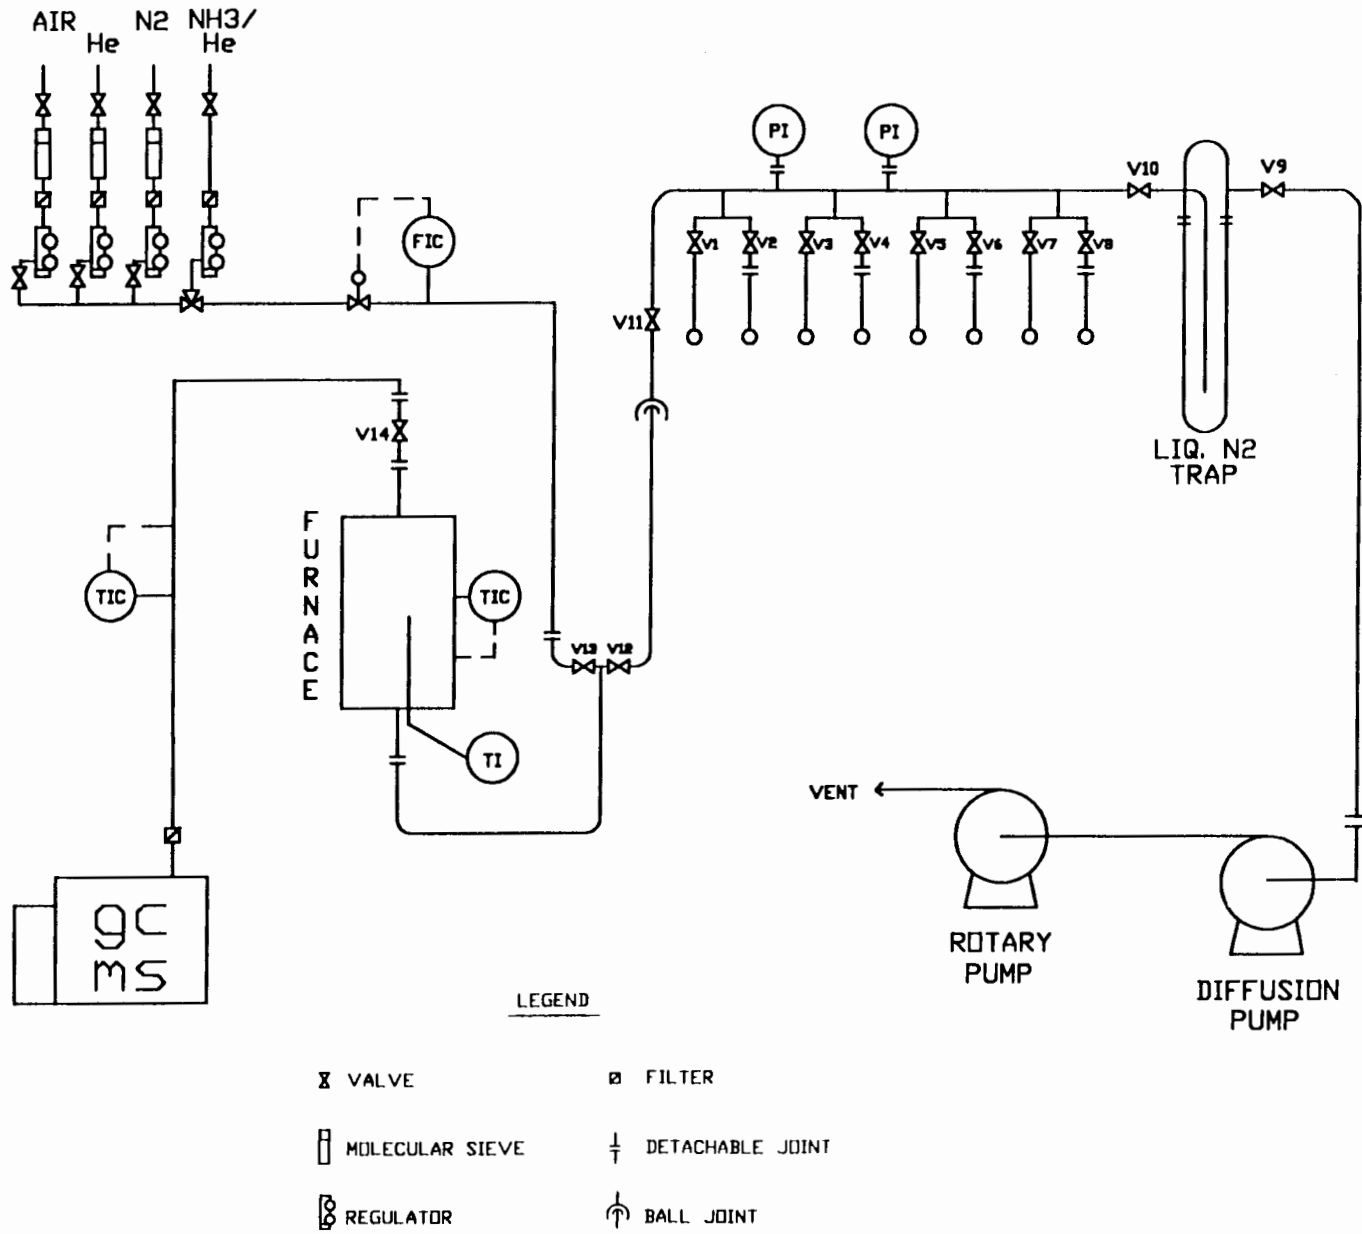 AIR
He
N2
NH3/
He
PI
PI
FIC
V1
V2
V3
V4
V5
V6
V7
V8
V10
V9
V11
LIQ. N2
TRAP
V14
FURNACE
TIC
TIC
V13
V12
TI
VENT
gc
ms
ROTARY
PUMP
DIFFUSION
PUMP
LEGEND
VALVE
FILTER
MOLECULAR SIEVE
DETACHABLE JOINT
REGULATOR
BALL JOINT